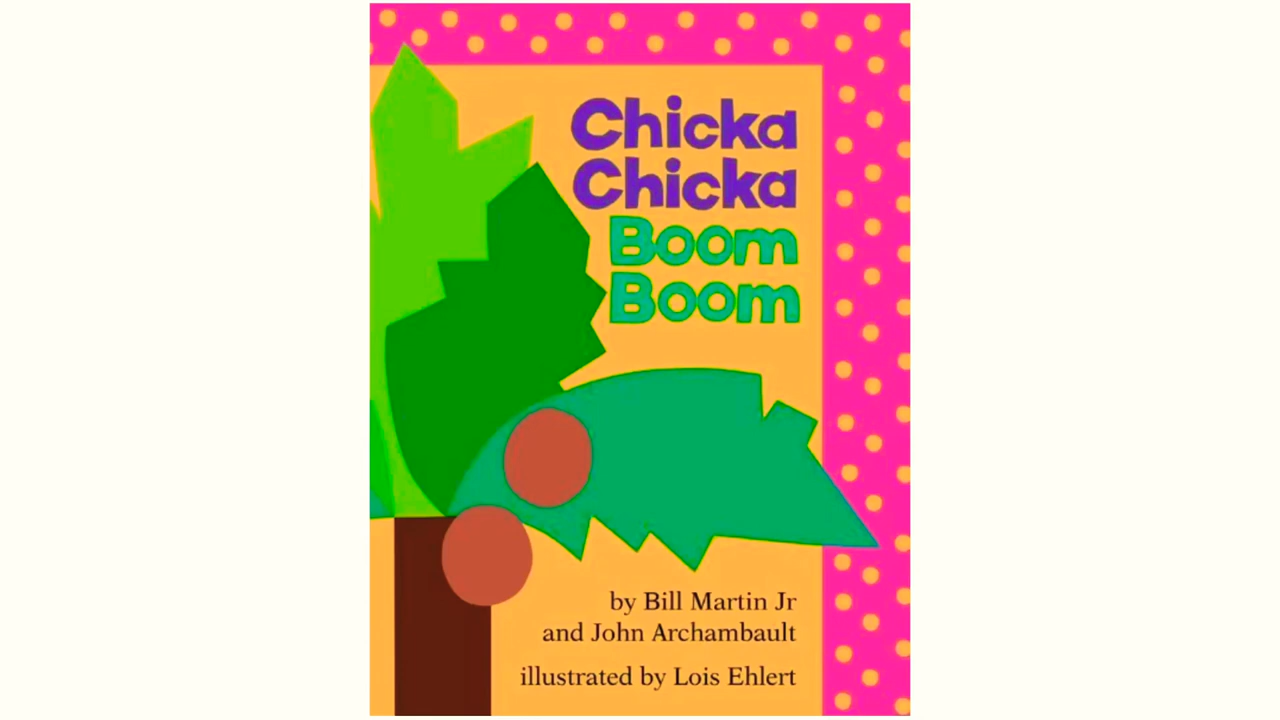 Chicka
Chicka
Boom
Boom
by Bill Martin Jr
and John Archambault
illustrated by Lois Ehlert